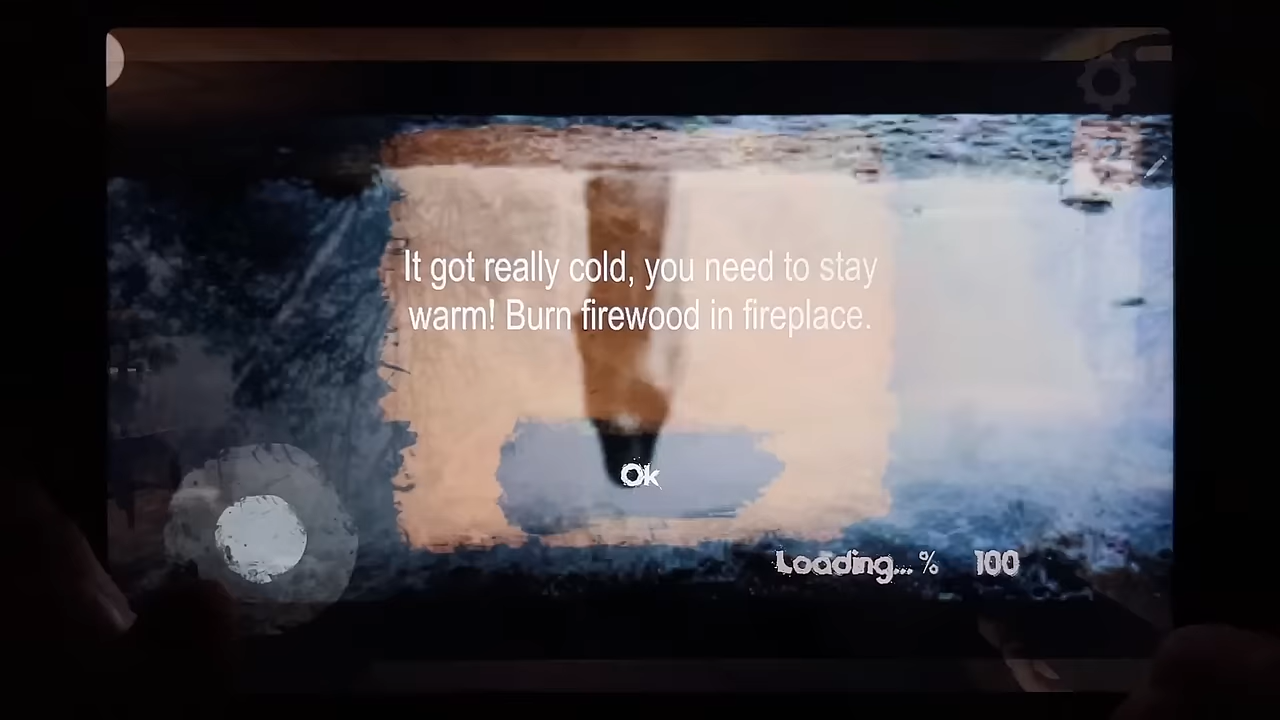 It got really cold, you need to stay
warm! Burn firewood in fireplace.
Ok
Loading... % 100